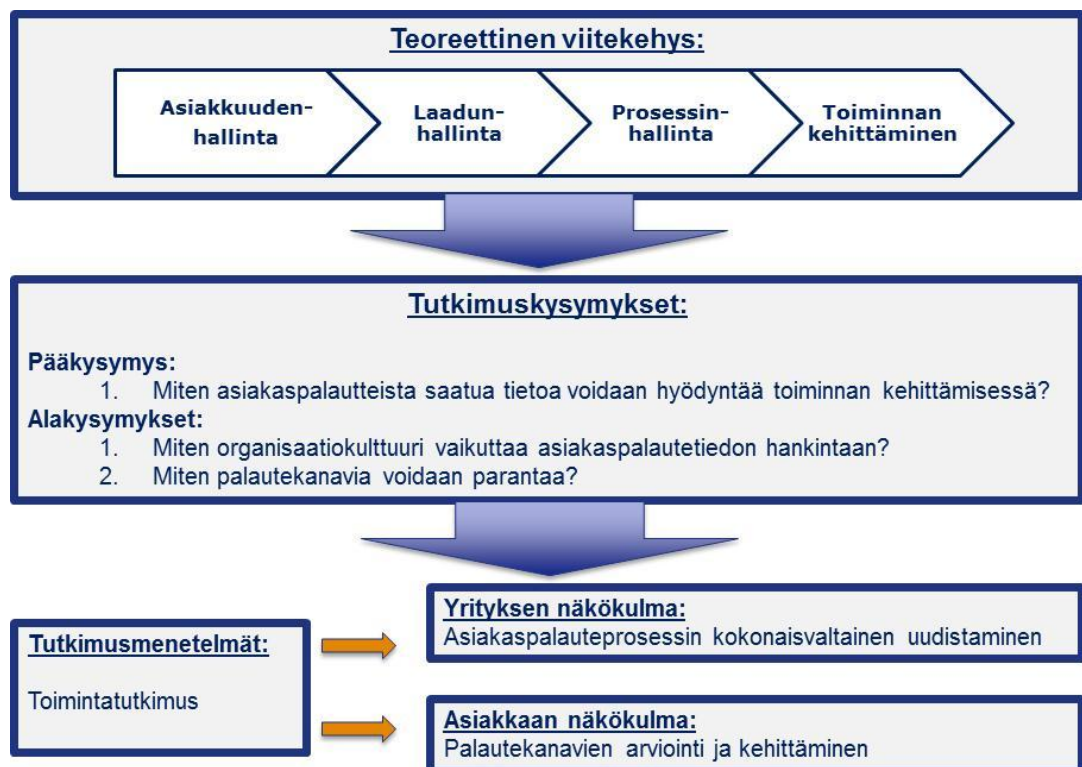 Teoreettinen viitekehys:
Asiakkuuden-
hallinta
Laadun-
hallinta
Prosessin-
hallinta
Toiminnan
kehittäminen
Tutkimuskysymykset:
Pääkysymys:
1. Miten asiakaspalautteista saatua tietoa voidaan hyödyntää toiminnan kehittämisessä?
Alakysymykset:
1. Miten organisaatiokulttuuri vaikuttaa asiakaspalautetiedon hankintaan?
2. Miten palautekanavia voidaan parantaa?
Tutkimusmenetelmät:
Toimintatutkimus
Yrityksen näkökulma:
Asiakaspalauteprosessin kokonaisvaltainen uudistaminen
Asiakkaan näkökulma:
Palautekanavien arviointi ja kehittäminen